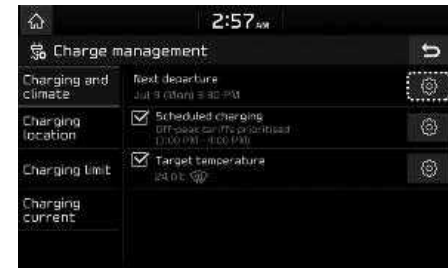 2:57 AM
Charge management
Charging and
climate
Next departure
Jul 9 (Mon) 3:30 PM
Charging
location
Scheduled charging
Off-peak tariffs prioritised
Charging limit
Target temperature
Charging
current